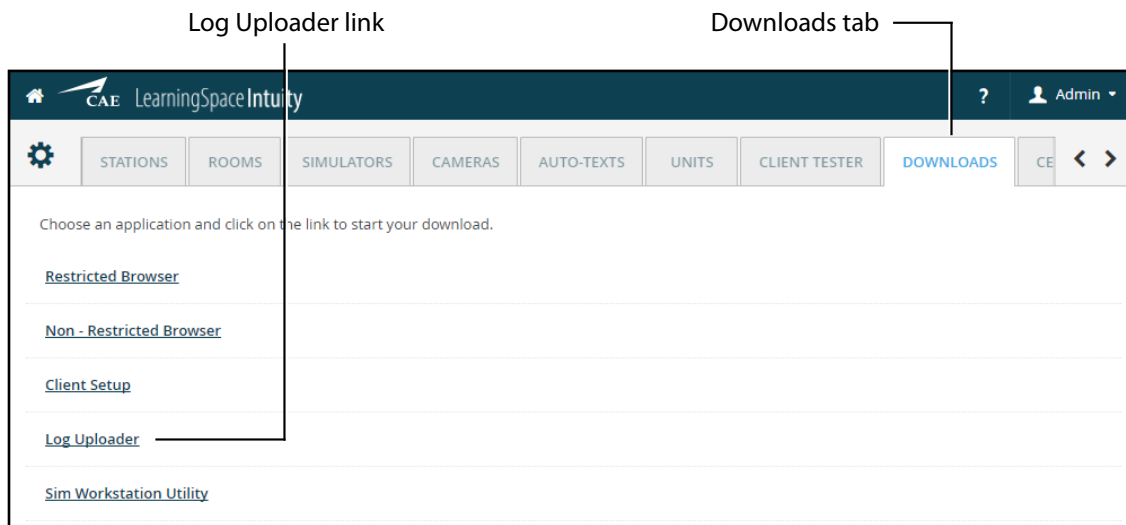 Log Uploader link Downloads tab
CAE LearningSpace Intuity ? Admin
STATIONS ROOMS SIMULATORS CAMERAS AUTO-TEXTS UNITS CLIENT TESTER DOWNLOADS CE
Choose an application and click on the link to start your download.
Restricted Browser
Non - Restricted Browser
Client Setup
Log Uploader
Sim Workstation Utility